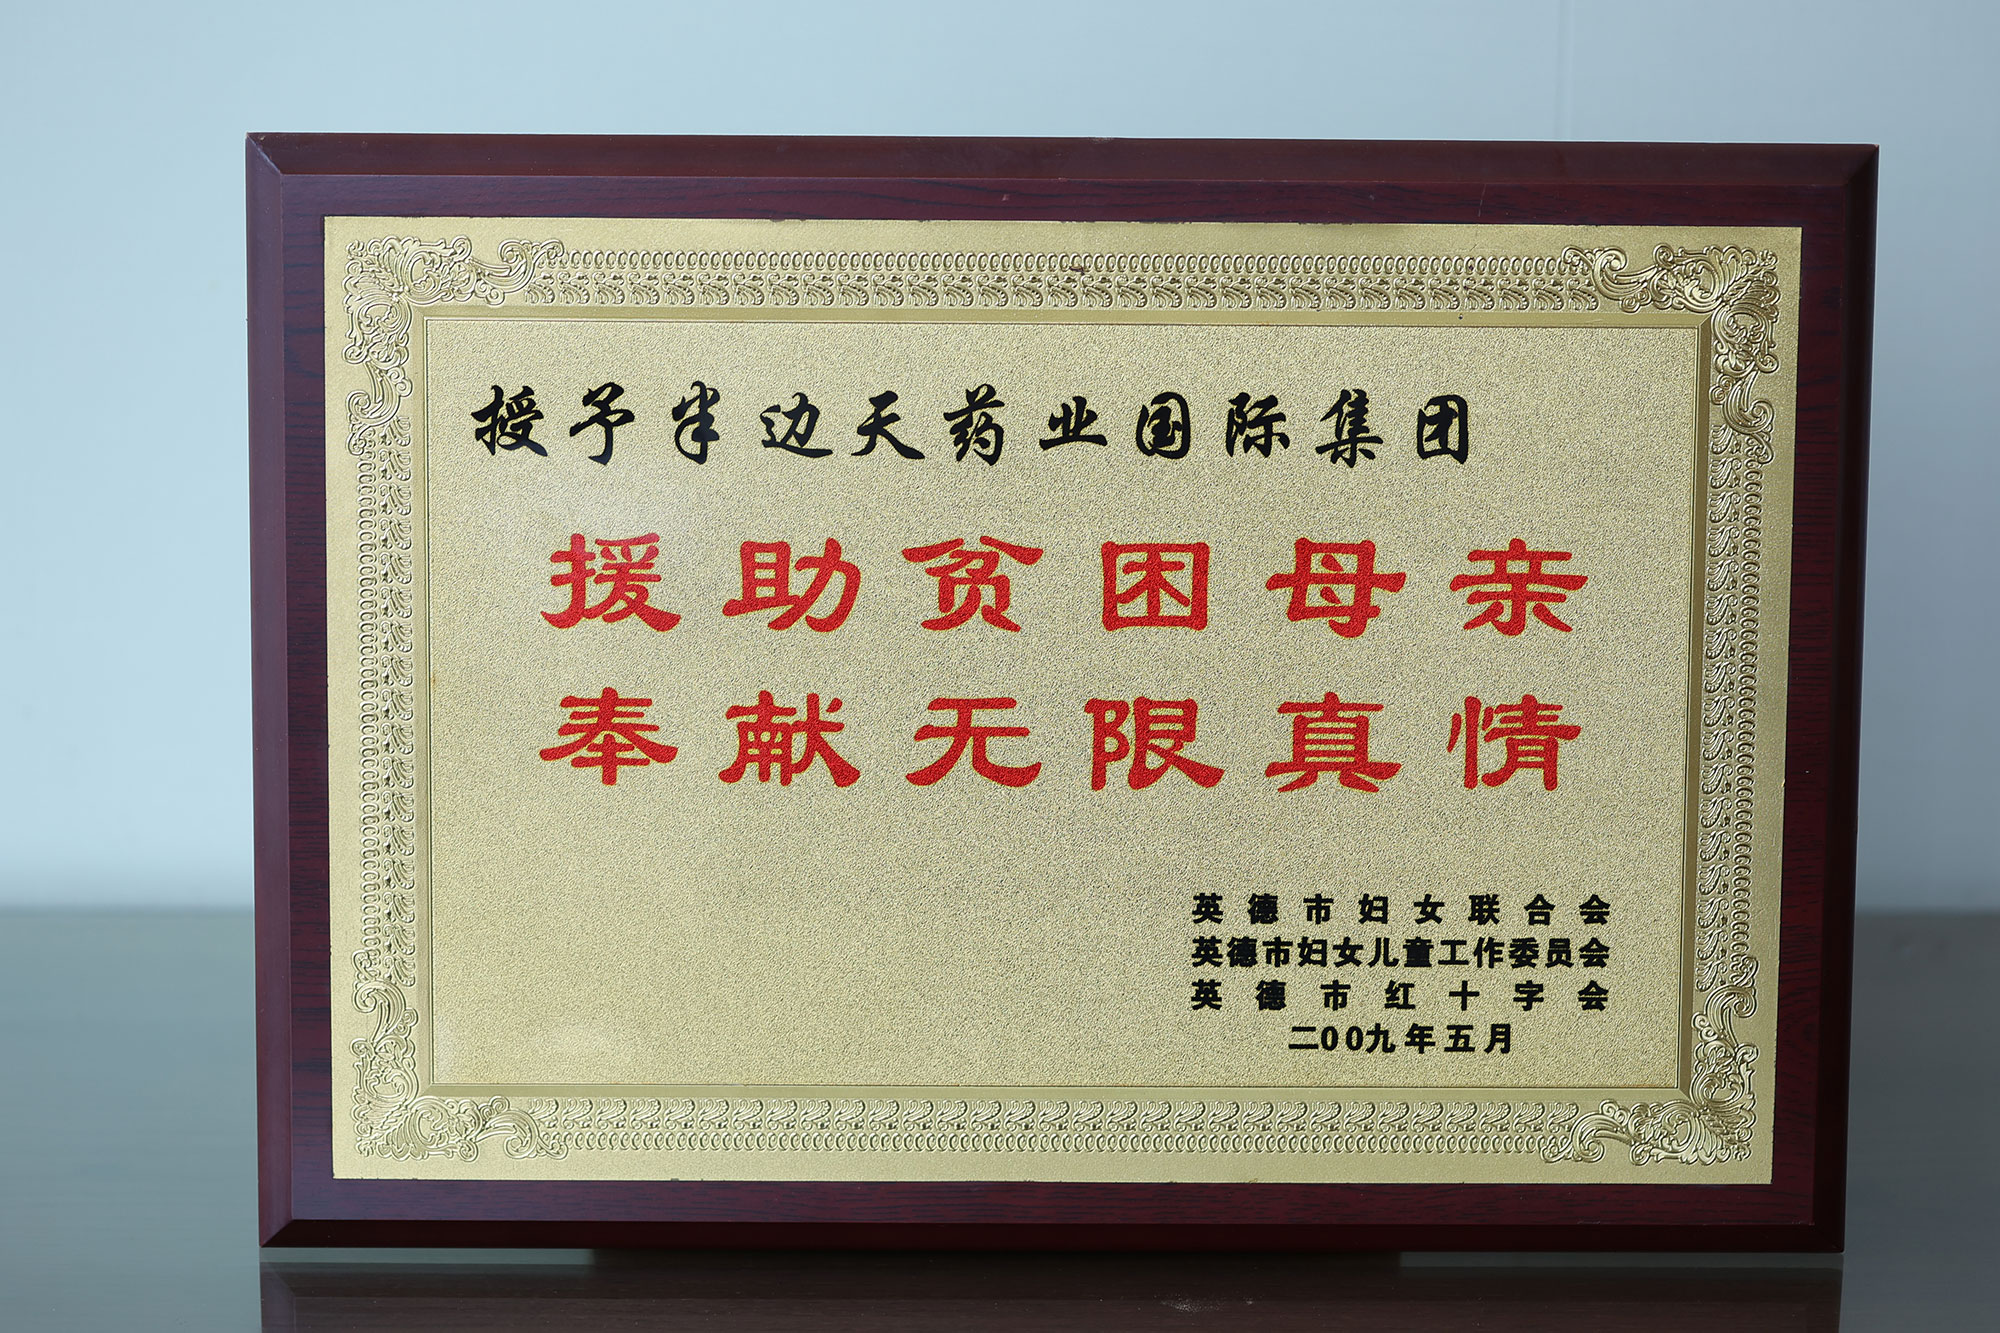 授予半边天药业国际集团
援助贫困母亲
奉献无限真情
英德市妇女联合会
英德市妇女儿童工作委员会
英德市红十字会
二00九年五月